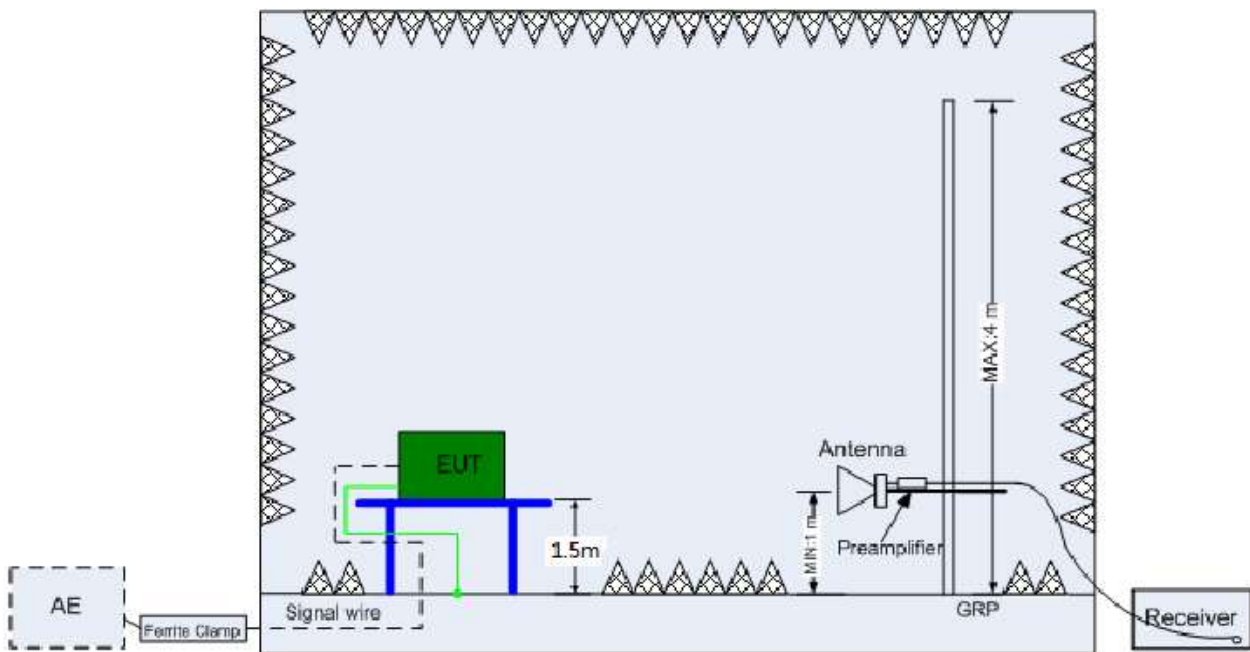 MAX:4 m
EUT
Antenna
1.5m
MIN:1 m
Preamplifier
AE
Ferrite Clamp
Signal wire
GRP
Receiver